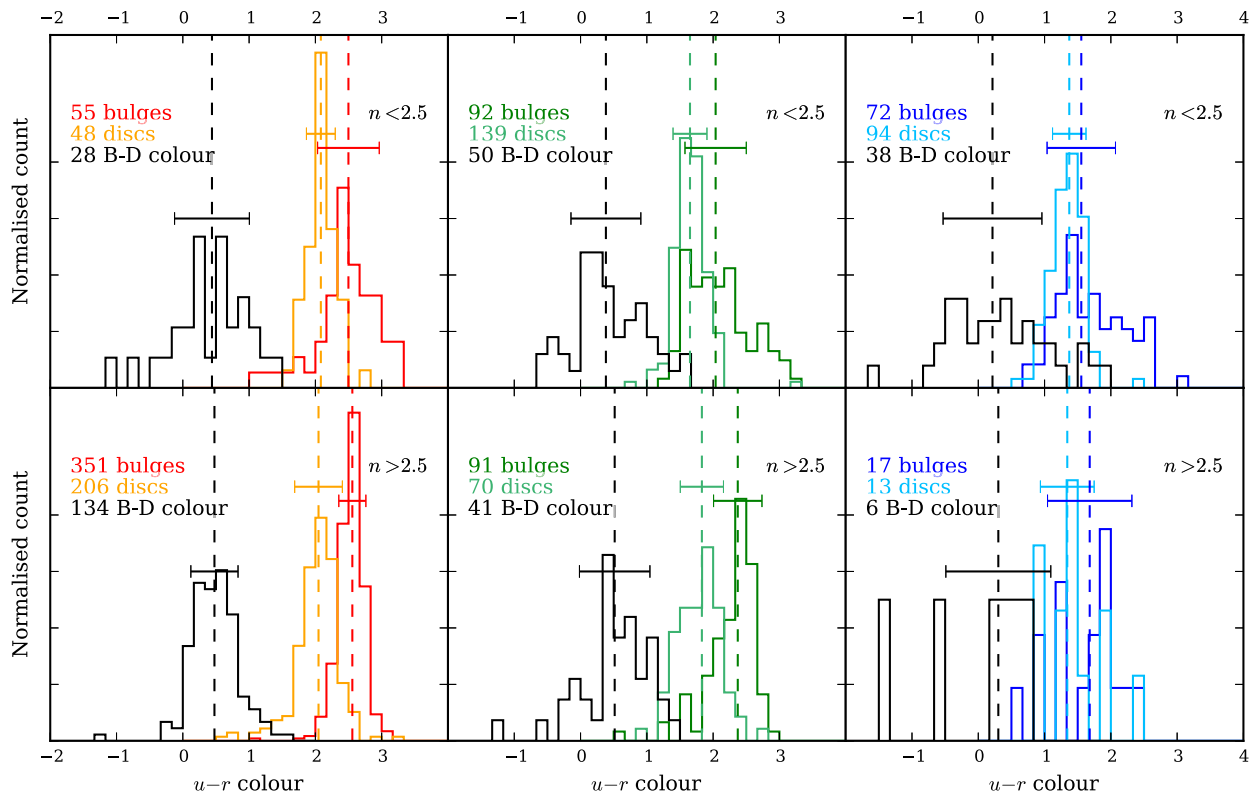 −2 −1 0 1 2 3 −1 0 1 2 3 −1 0 1 2 3 4
Normalised count
55 bulges
48 discs
28 B-D colour
n<2.5
92 bulges
139 discs
50 B-D colour
n<2.5
72 bulges
94 discs
38 B-D colour
n<2.5
Normalised count
351 bulges
206 discs
134 B-D colour
n>2.5
91 bulges
70 discs
41 B-D colour
n>2.5
17 bulges
13 discs
6 B-D colour
n>2.5
−2 −1 0 1 2 3 −1 0 1 2 3 −1 0 1 2 3 4
u−r colour
u−r colour
u−r colour